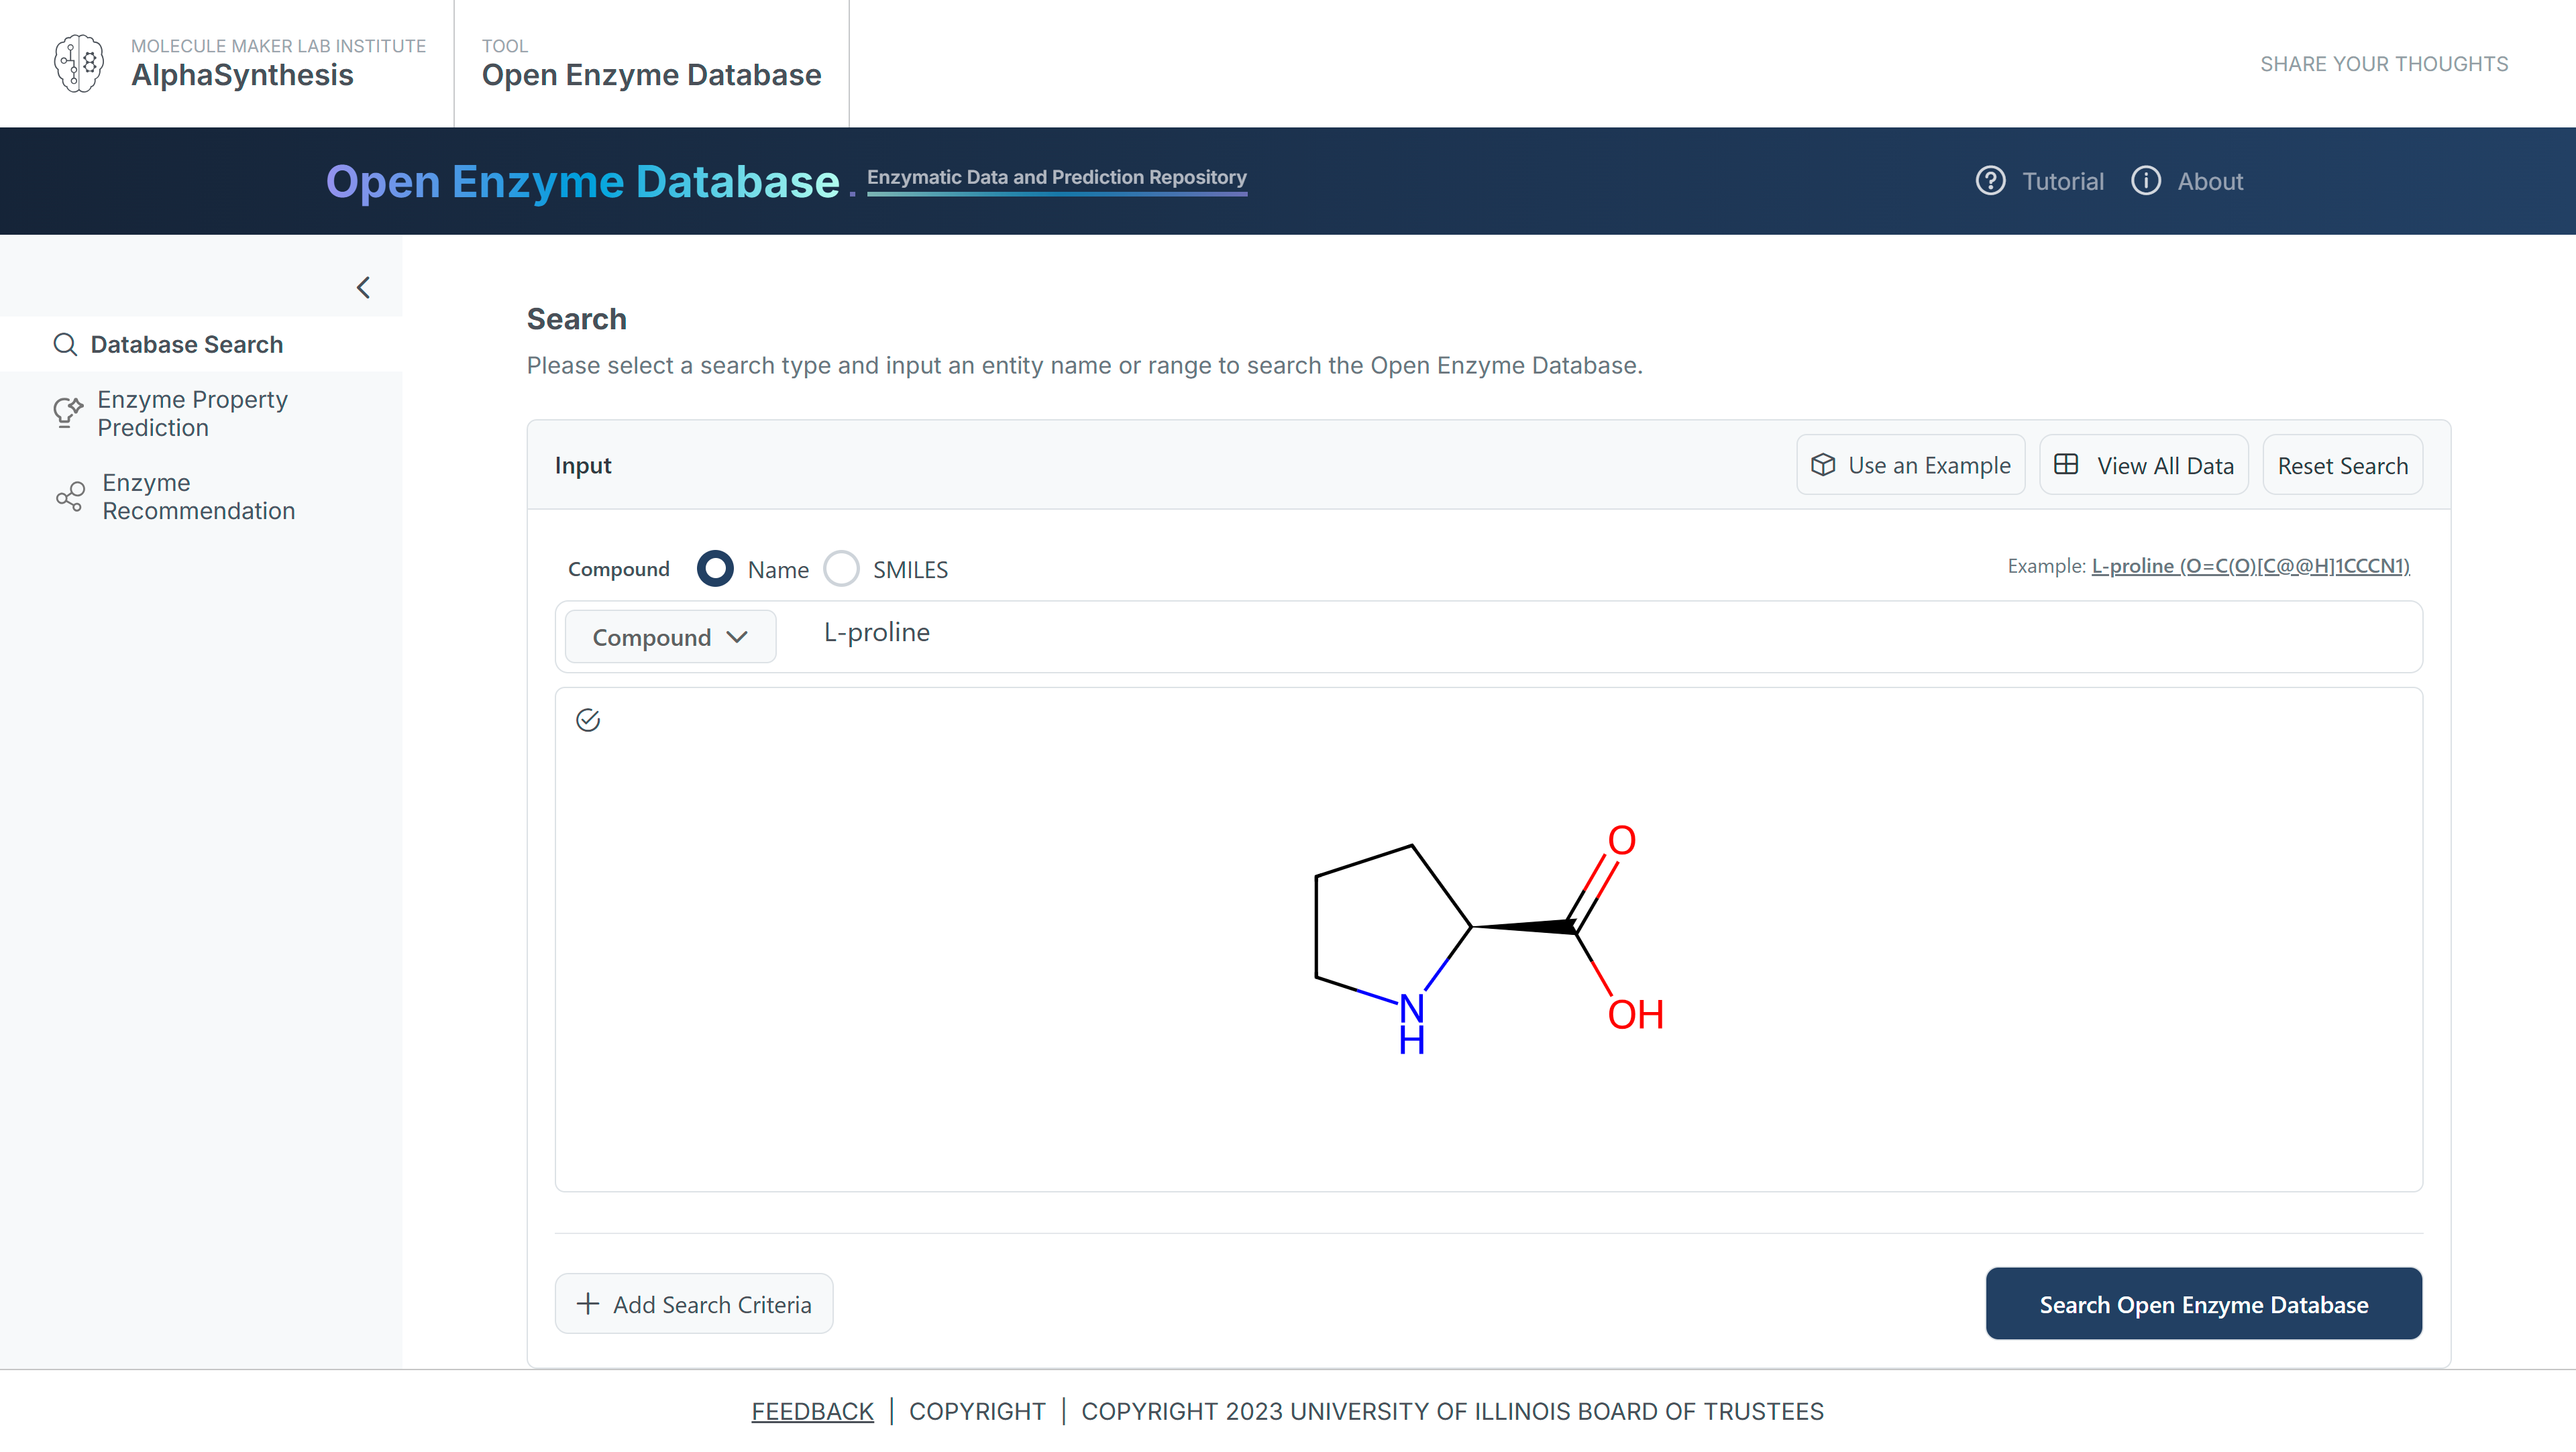 MOLECULE MAKER LAB INSTITUTE
AlphaSynthesis
TOOL
Open Enzyme Database
SHARE YOUR THOUGHTS
Open Enzyme Database . Enzymatic Data and Prediction Repository
Tutorial
About
Database Search
Enzyme Property
Prediction
Enzyme
Recommendation
Search
Please select a search type and input an entity name or range to search the Open Enzyme Database.
Input
Use an Example
View All Data
Reset Search
Compound
Name
SMILES
Example: L-proline (O=C(O)[C@@H]1CCCN1)
Compound
L-proline
O
N
H
OH
Add Search Criteria
Search Open Enzyme Database
FEEDBACK | COPYRIGHT | COPYRIGHT 2023 UNIVERSITY OF ILLINOIS BOARD OF TRUSTEES